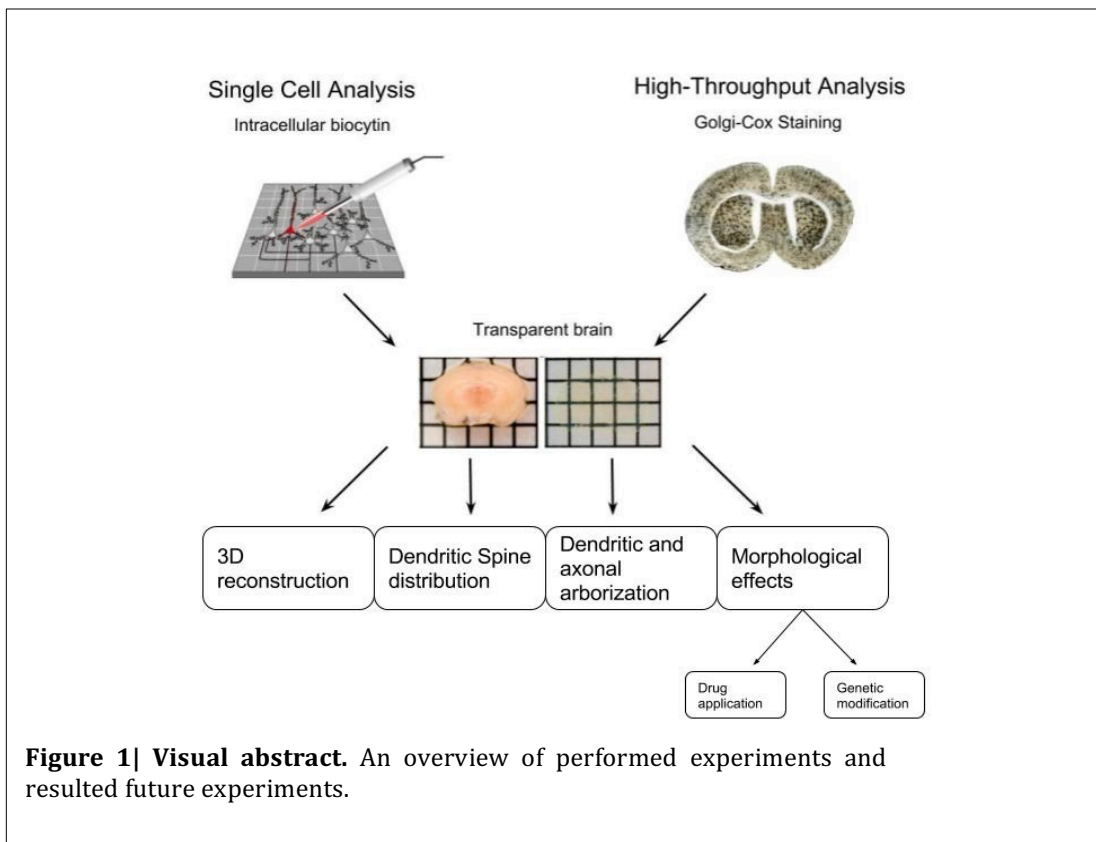 Single Cell Analysis
Intracellular biocytin
High-Throughput Analysis
Golgi-Cox Staining
Transparent brain
3D
reconstruction
Dendritic Spine
distribution
Dendritic and
axonal
arborization
Morphological
effects
Drug
application
Genetic
modification
Figure 1| Visual abstract. An overview of performed experiments and
resulted future experiments.